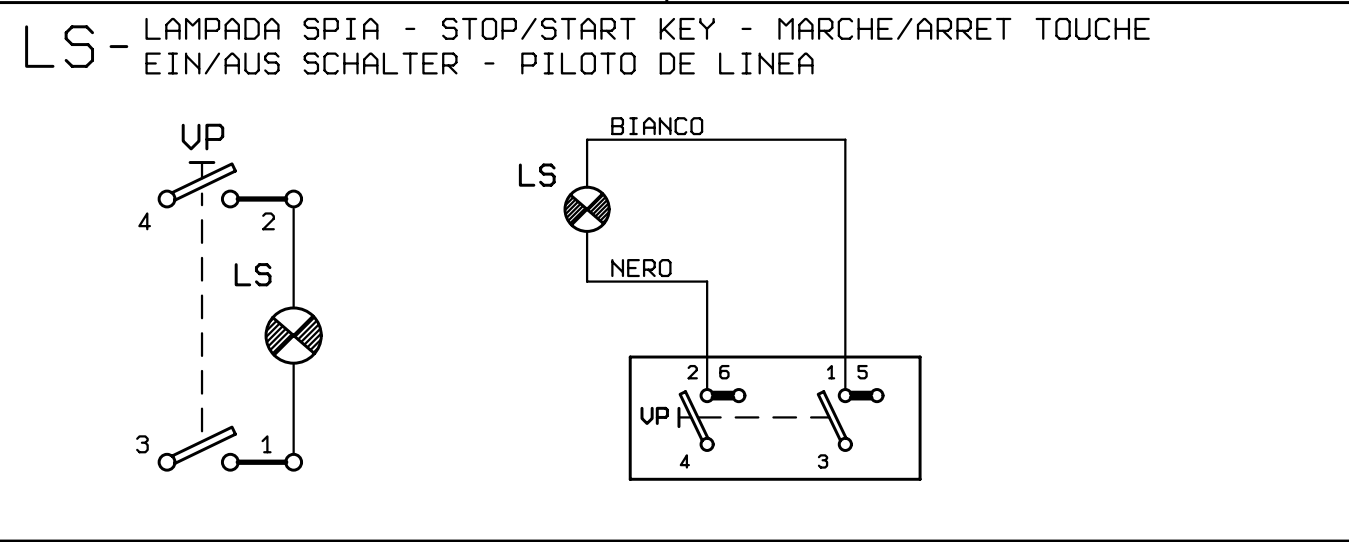 LS- LAMPADA SPIA - STOP/START KEY - MARCHE/ARRET TOUCHE
EIN/AUS SCHALTER - PILOTO DE LINEA
VP
4
2
LS
3
1
BIANCO
LS
NERO
2 6 1 5
VP
4 3